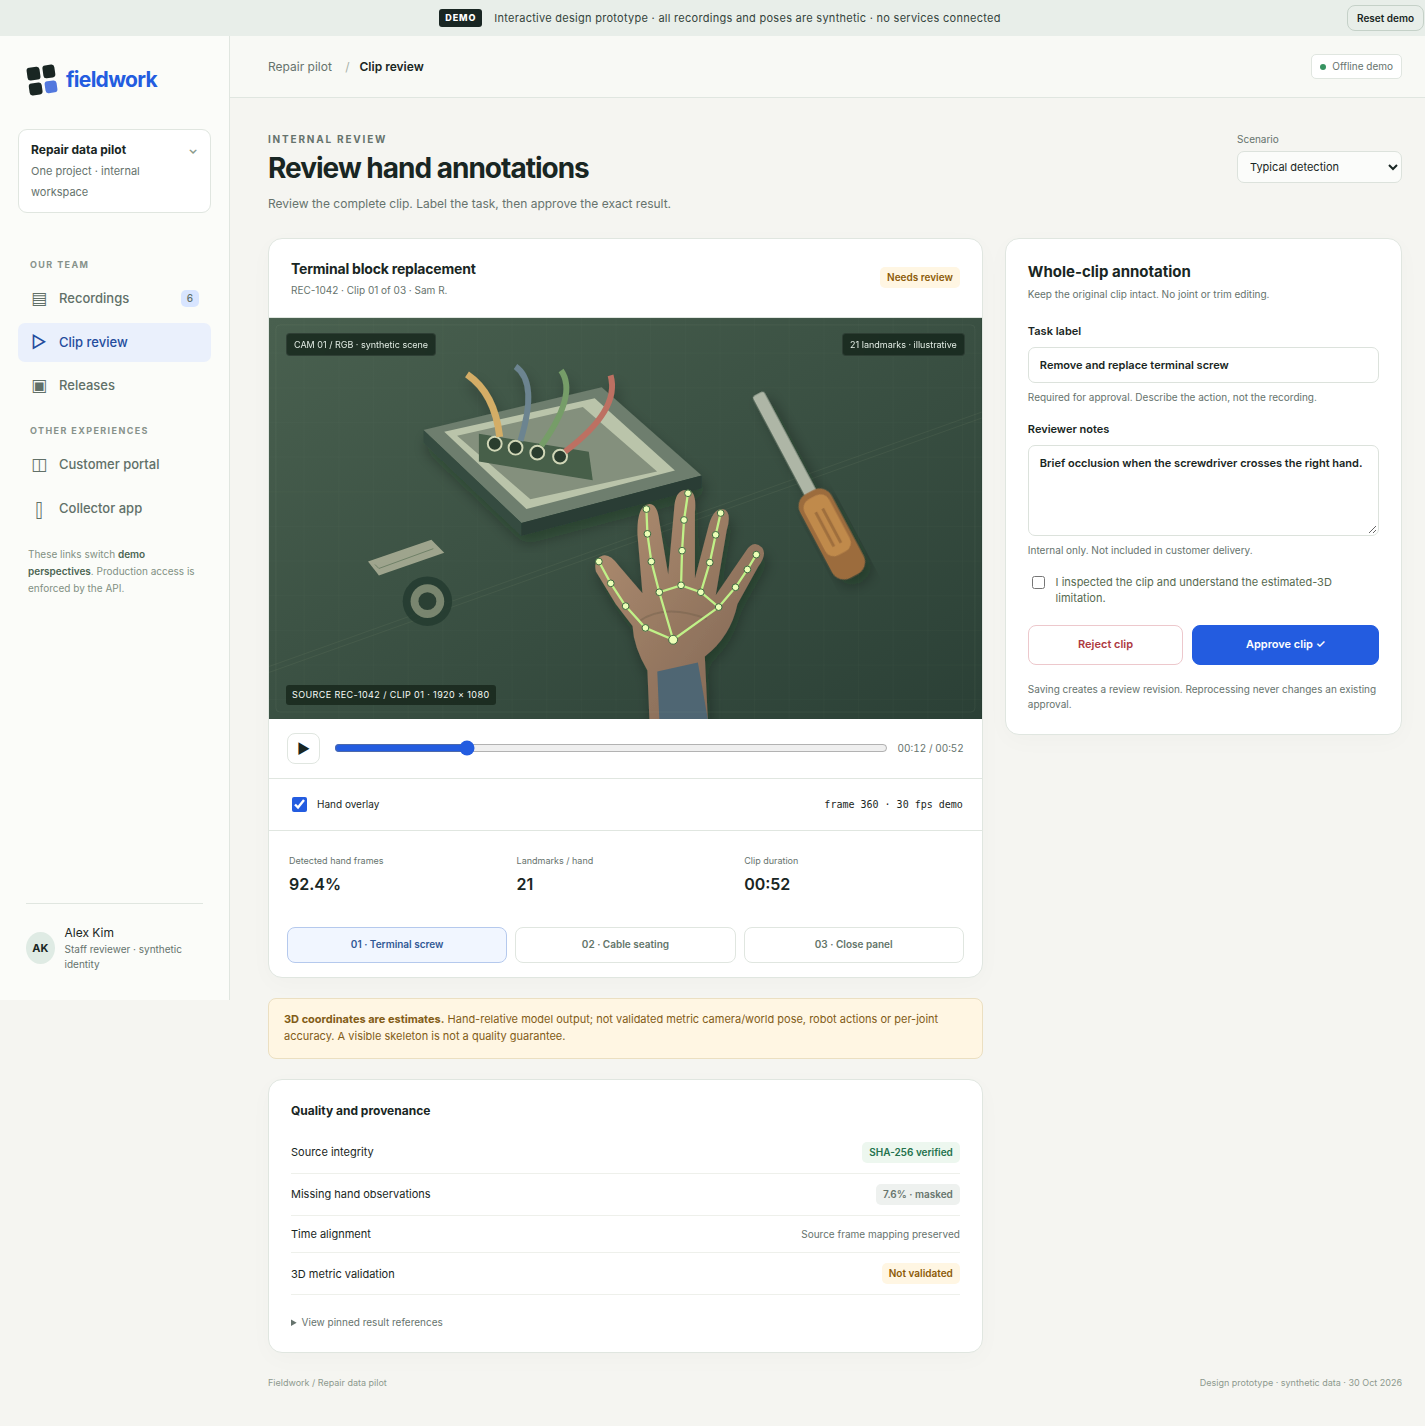 DEMO Interactive design prototype · all recordings and poses are synthetic · no services connected
Reset demo
fieldwork
Repair data pilot
One project · internal
workspace
OUR TEAM
Recordings 6
Clip review
Releases
OTHER EXPERIENCES
Customer portal
Collector app
These links switch demo
perspectives. Production access is
enforced by the API.
AK
Alex Kim
Staff reviewer · synthetic
identity
Repair pilot / Clip review
Offline demo
INTERNAL REVIEW
Review hand annotations
Review the complete clip. Label the task, then approve the exact result.
Scenario
Typical detection
Terminal block replacement
REC-1042 · Clip 01 of 03 · Sam R.
Needs review
CAM 01 / RGB · synthetic scene
21 landmarks · illustrative
SOURCE REC-1042 / CLIP 01 · 1920 × 1080
00:12 / 00:52
Hand overlay
frame 360 · 30 fps demo
Detected hand frames
92.4%
Landmarks / hand
21
Clip duration
00:52
01 · Terminal screw
02 · Cable seating
03 · Close panel
3D coordinates are estimates. Hand-relative model output; not validated metric camera/world pose, robot actions or per-joint
accuracy. A visible skeleton is not a quality guarantee.
Quality and provenance
Source integrity
SHA-256 verified
Missing hand observations
7.6% · masked
Time alignment
Source frame mapping preserved
3D metric validation
Not validated
View pinned result references
Whole-clip annotation
Keep the original clip intact. No joint or trim editing.
Task label
Remove and replace terminal screw
Required for approval. Describe the action, not the recording.
Reviewer notes
Brief occlusion when the screwdriver crosses the right hand.
Internal only. Not included in customer delivery.
I inspected the clip and understand the estimated-3D
limitation.
Reject clip
Approve clip ✓
Saving creates a review revision. Reprocessing never changes an existing
approval.
Fieldwork / Repair data pilot
Design prototype · synthetic data · 30 Oct 2026